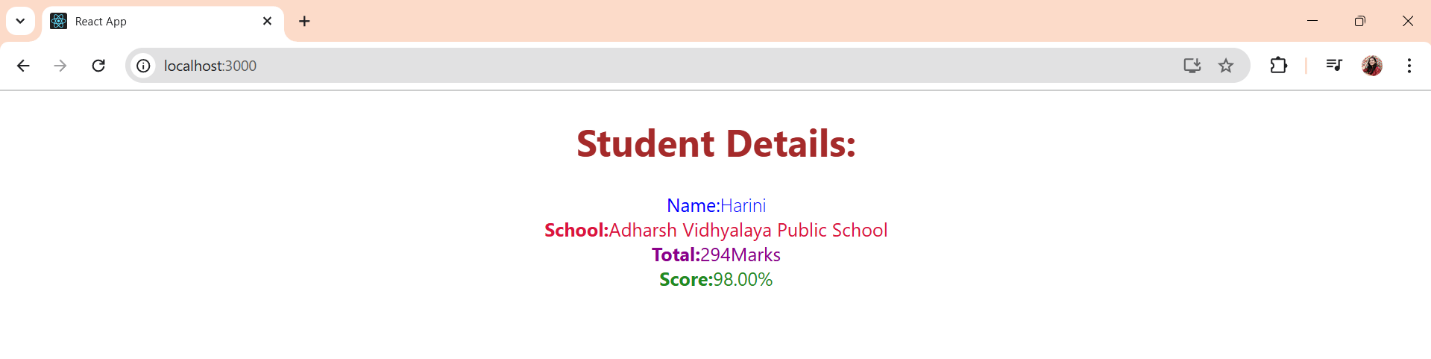 React App
localhost:3000
Student Details:
Name:Harini
School:Adharsh Vidhyalaya Public School
Total:294Marks
Score:98.00%